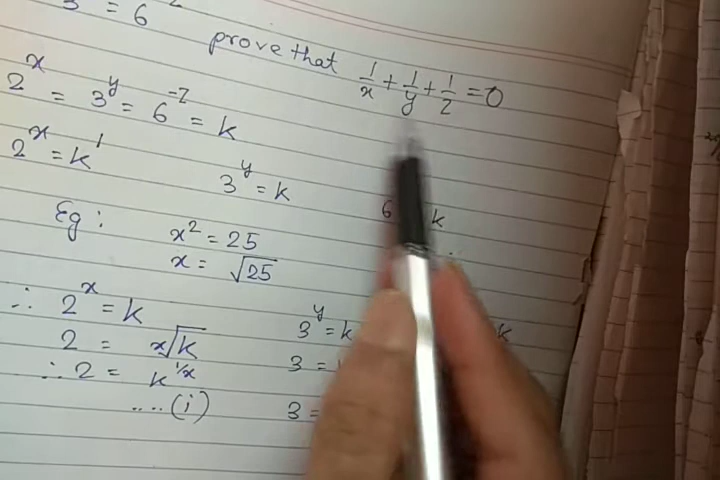 3 = 6
prove that 1/x + 1/y + 1/2 = 0
2^x = 3^y = 6^-z = k
2^x = k^1 3^y = k 6 k
Eg : x^2 = 25
x = √25
∴ 2^x = k 3^y = k k
2 = x√k 3 =
∴ 2 = k^1/x
....(i) 3 =